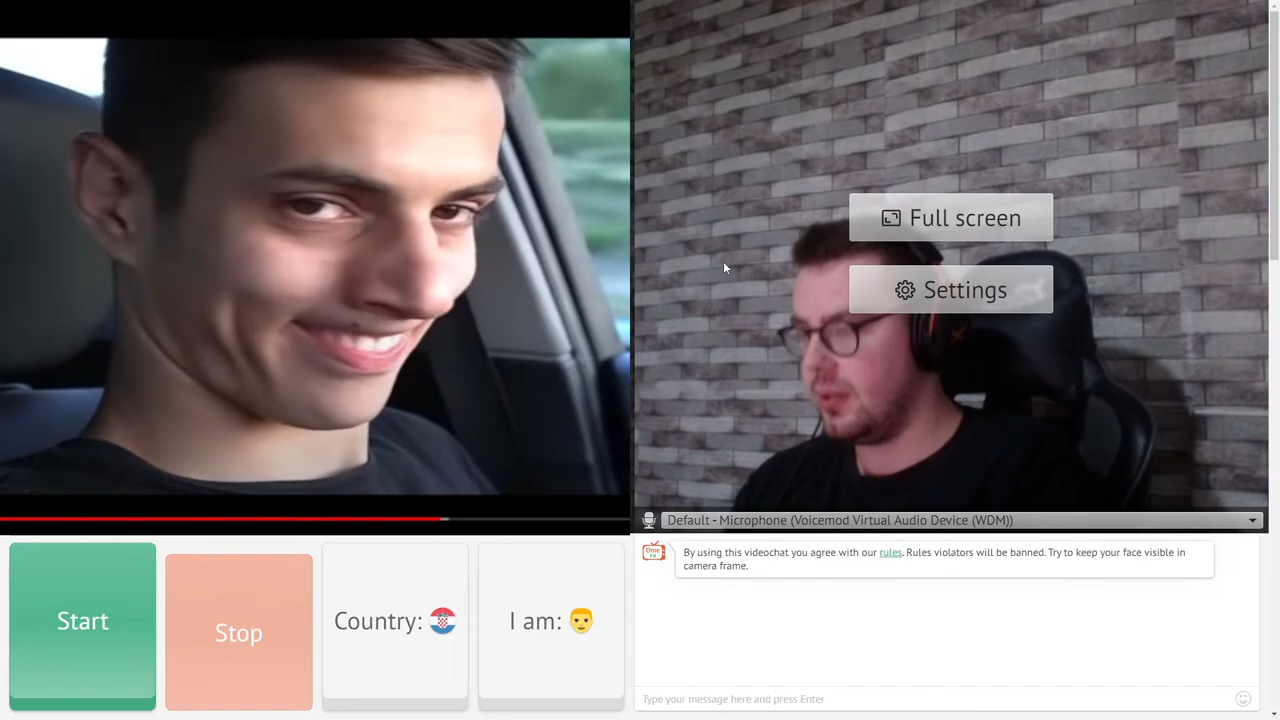 Full screen
Settings
Default - Microphone (Voicemod Virtual Audio Device (WDM))
Ome TV
By using this videochat you agree with our rules. Rules violators will be banned. Try to keep your face visible in
camera frame.
Start
Stop
Country:
I am:
Type your message here and press Enter